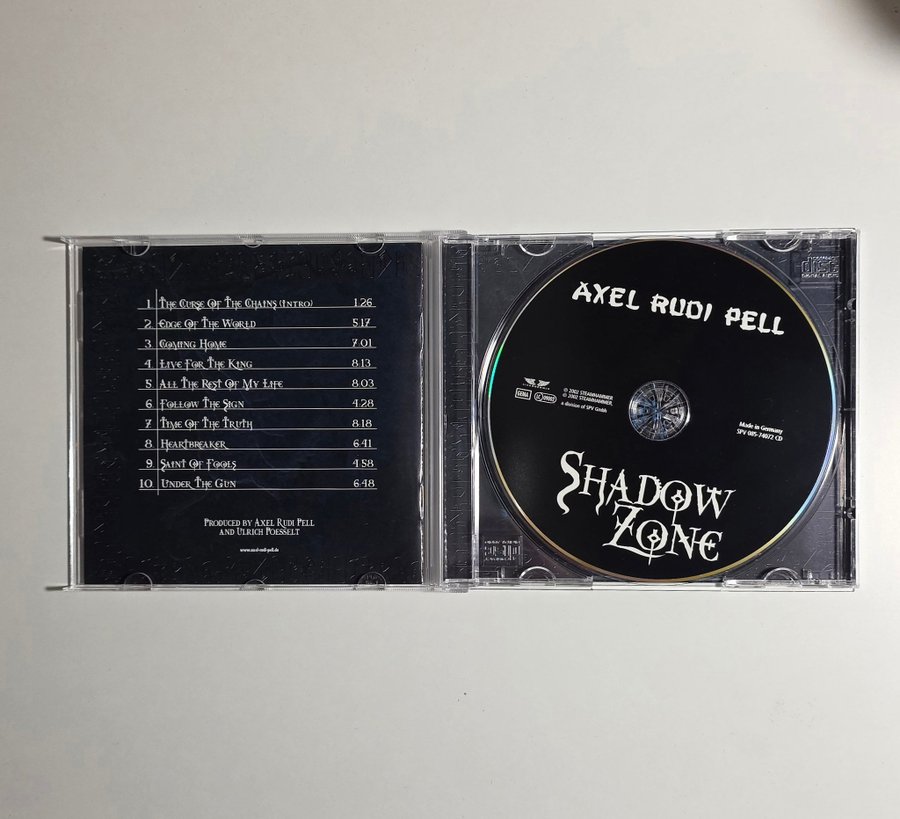 1 The Curse Of The Chains (Intro) 1:26
2 Edge Of The World 5:17
3 Coming Home 7:01
4 Live For The King 8:13
5 All The Rest Of My Life 8:03
6 Follow The Sign 4:28
7 Time Of The Truth 8:18
8 Heartbreaker 6:41
9 Saint Of Fools 4:58
10 Under The Gun 6:48
Produced by Axel Rudi Pell
and Ulrich Poesselt
www.axel-rudi-pell.de
AXEL RUDI PELL
GEMA
℗ 2002 STEAMHAMMER
© 2002 STEAMHAMMER,
a division of SPV GmbH
Made in Germany
SPV 085-74072 CD
Shadow
Zone
disc